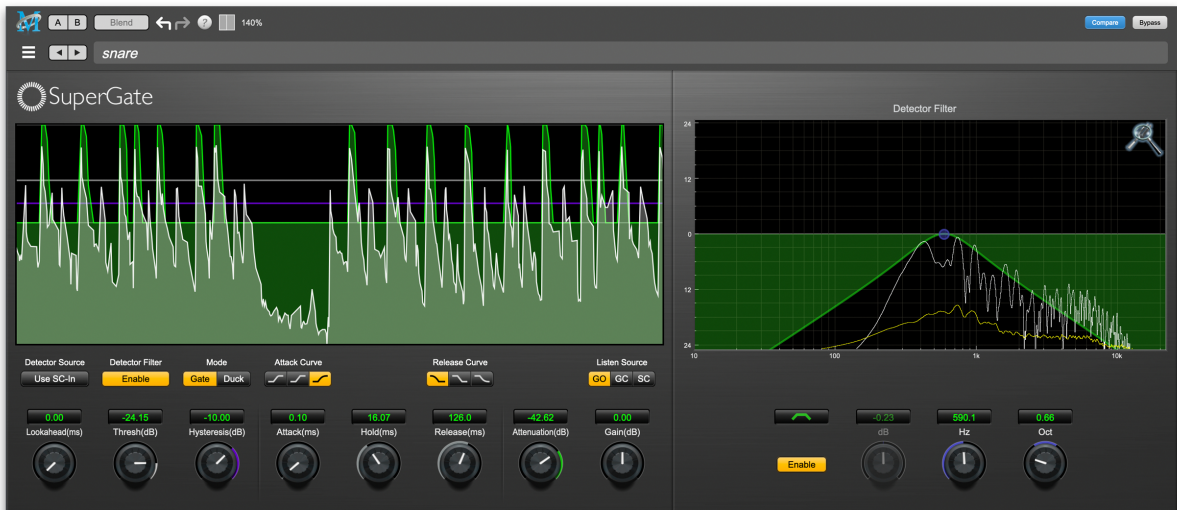 A B Blend ? 140% Compare Bypass
snare
SuperGate
Detector Filter
24
12
0
12
24
10 100 1k 10k
Detector Source Detector Filter Mode Attack Curve Release Curve Listen Source
Use SC-In Enable Gate Duck GO GC SC
0.00 -24.15 -10.00 0.10 16.07 126.0 -42.62 0.00 -0.23 590.1 0.66
Lookahead(ms) Thresh(dB) Hysteresis(dB) Attack(ms) Hold(ms) Release(ms) Attenuation(dB) Gain(dB) dB Hz Oct
Enable